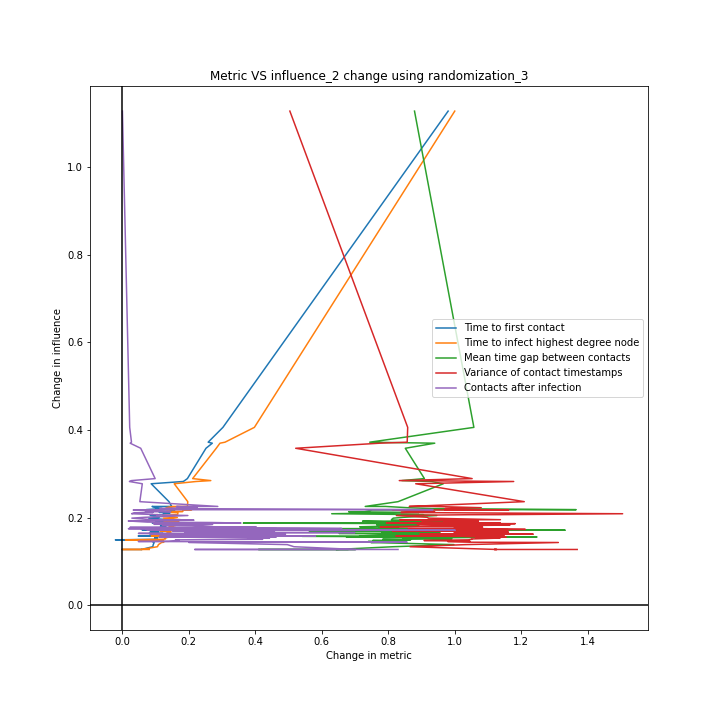 Metric VS influence_2 change using randomization_3
Change in influence
1.0
0.8
0.6
0.4
0.2
0.0
Time to first contact
Time to infect highest degree node
Mean time gap between contacts
Variance of contact timestamps
Contacts after infection
0.0 0.2 0.4 0.6 0.8 1.0 1.2 1.4
Change in metric